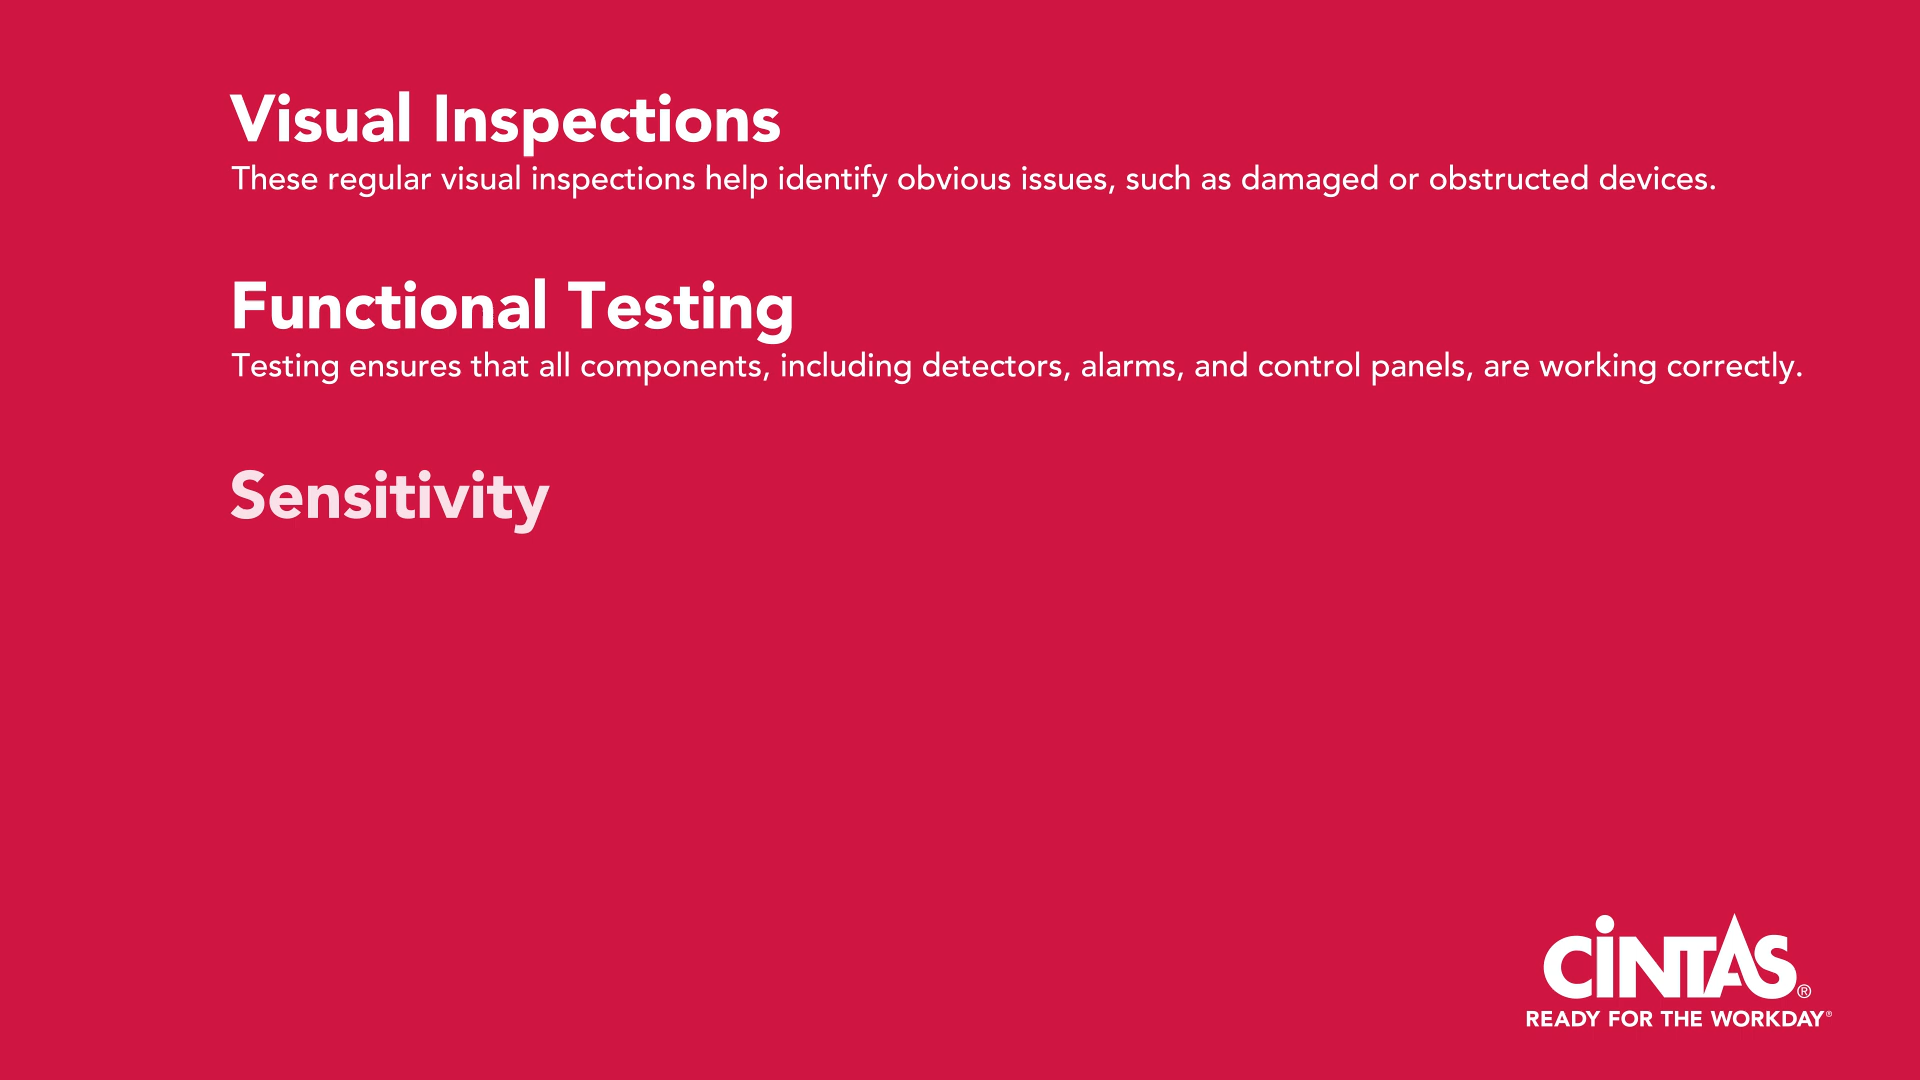 Visual Inspections
These regular visual inspections help identify obvious issues, such as damaged or obstructed devices.
Functional Testing
Testing ensures that all components, including detectors, alarms, and control panels, are working correctly.
Sensitivity
CiNTAS®
READY FOR THE WORKDAY®